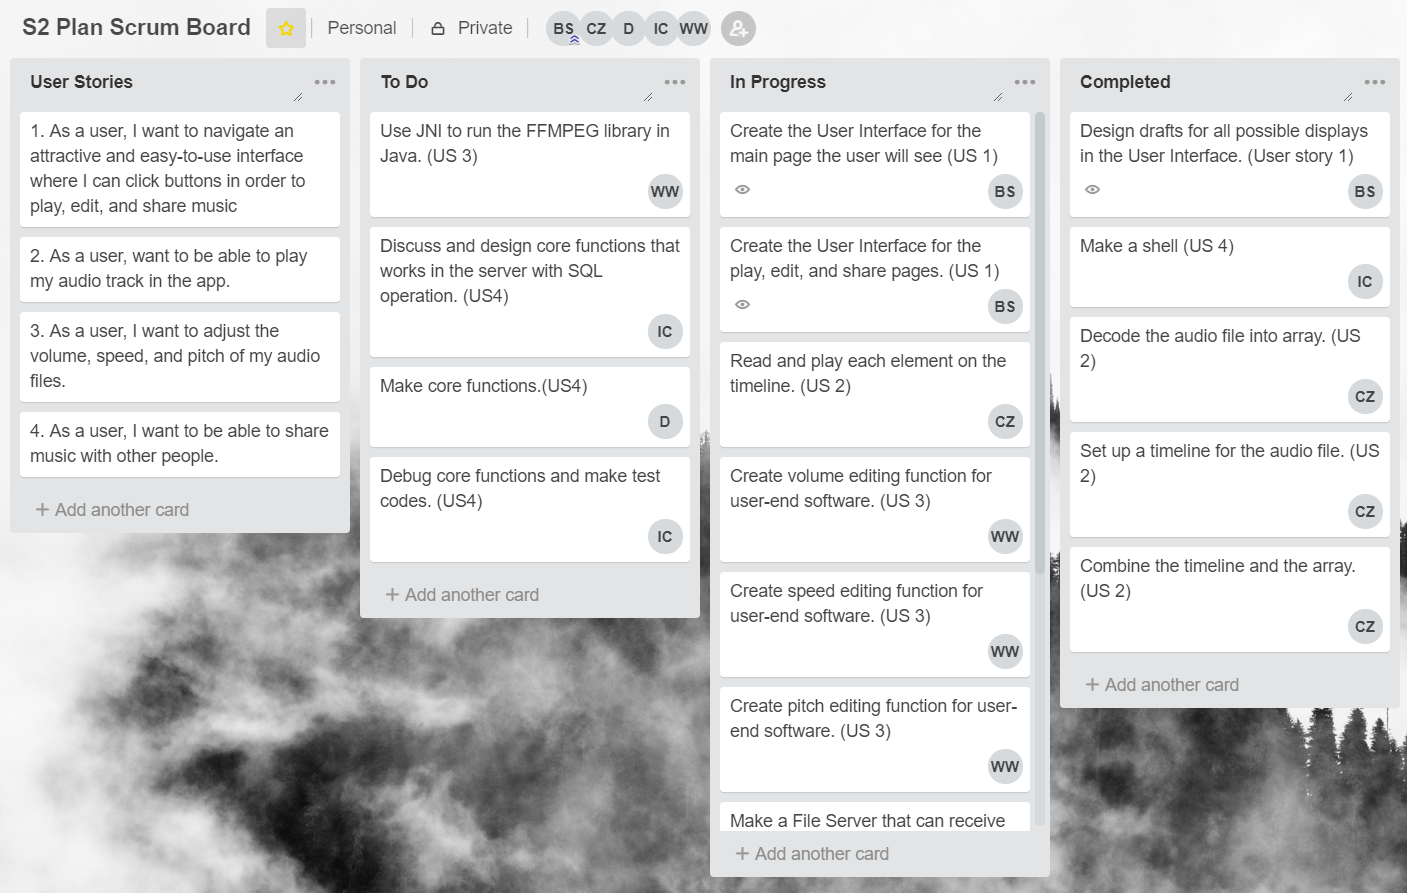 S2 Plan Scrum Board
Personal
Private
BS CZ D IC WW
User Stories
1. As a user, I want to navigate an
attractive and easy-to-use interface
where I can click buttons in order to
play, edit, and share music
2. As a user, want to be able to play
my audio track in the app.
3. As a user, I want to adjust the
volume, speed, and pitch of my audio
files.
4. As a user, I want to be able to share
music with other people.
+ Add another card
To Do
Use JNI to run the FFMPEG library in
Java. (US 3)
WW
Discuss and design core functions that
works in the server with SQL
operation. (US4)
IC
Make core functions.(US4)
D
Debug core functions and make test
codes. (US4)
IC
+ Add another card
In Progress
Create the User Interface for the
main page the user will see (US 1)
BS
Create the User Interface for the
play, edit, and share pages. (US 1)
BS
Read and play each element on the
timeline. (US 2)
CZ
Create volume editing function for
user-end software. (US 3)
WW
Create speed editing function for
user-end software. (US 3)
WW
Create pitch editing function for user-
end software. (US 3)
WW
Make a File Server that can receive
+ Add another card
Completed
Design drafts for all possible displays
in the User Interface. (User story 1)
BS
Make a shell (US 4)
IC
Decode the audio file into array. (US
2)
CZ
Set up a timeline for the audio file. (US
2)
CZ
Combine the timeline and the array.
(US 2)
CZ
+ Add another card